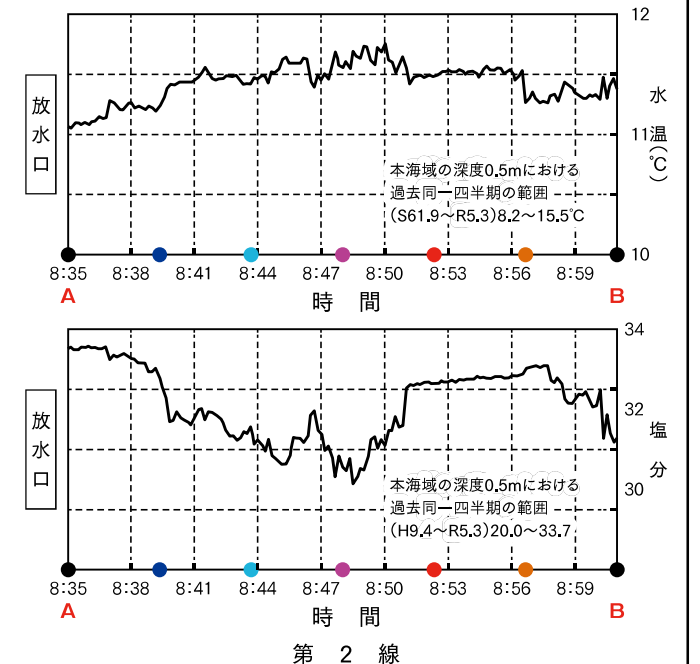 12
放水口
水温(℃)
11
本海域の深度0.5mにおける
過去同一四半期の範囲
(S61.9〜R5.3)8.2〜15.5℃
10
8:35 8:38 8:41 8:44 8:47 8:50 8:53 8:56 8:59
A 時間 B
34
放水口
32
塩分
30
本海域の深度0.5mにおける
過去同一四半期の範囲
(H9.4〜R5.3)20.0〜33.7
8:35 8:38 8:41 8:44 8:47 8:50 8:53 8:56 8:59
A 時間 B
第2線